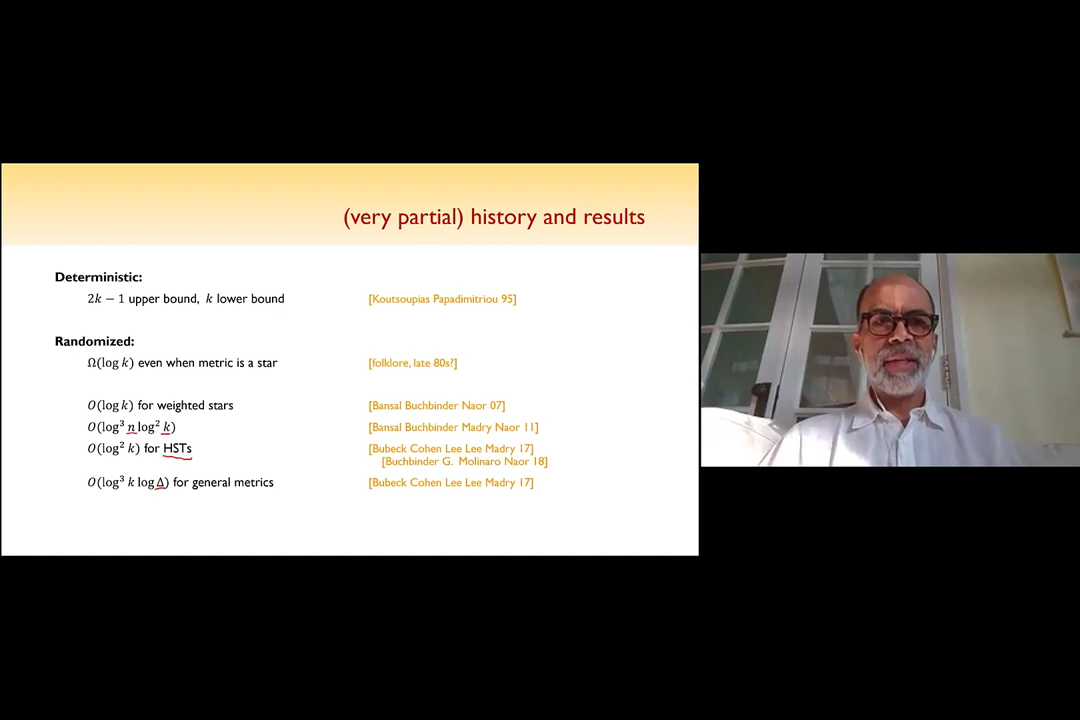 (very partial) history and results
Deterministic:
2k − 1 upper bound, k lower bound [Koutsoupias Papadimitriou 95]
Randomized:
Ω(log k) even when metric is a star [folklore, late 80s?]
O(log k) for weighted stars [Bansal Buchbinder Naor 07]
O(log³ n log² k) [Bansal Buchbinder Madry Naor 11]
O(log² k) for HSTs [Bubeck Cohen Lee Lee Madry 17]
[Buchbinder G. Molinaro Naor 18]
O(log³ k log Δ) for general metrics [Bubeck Cohen Lee Lee Madry 17]